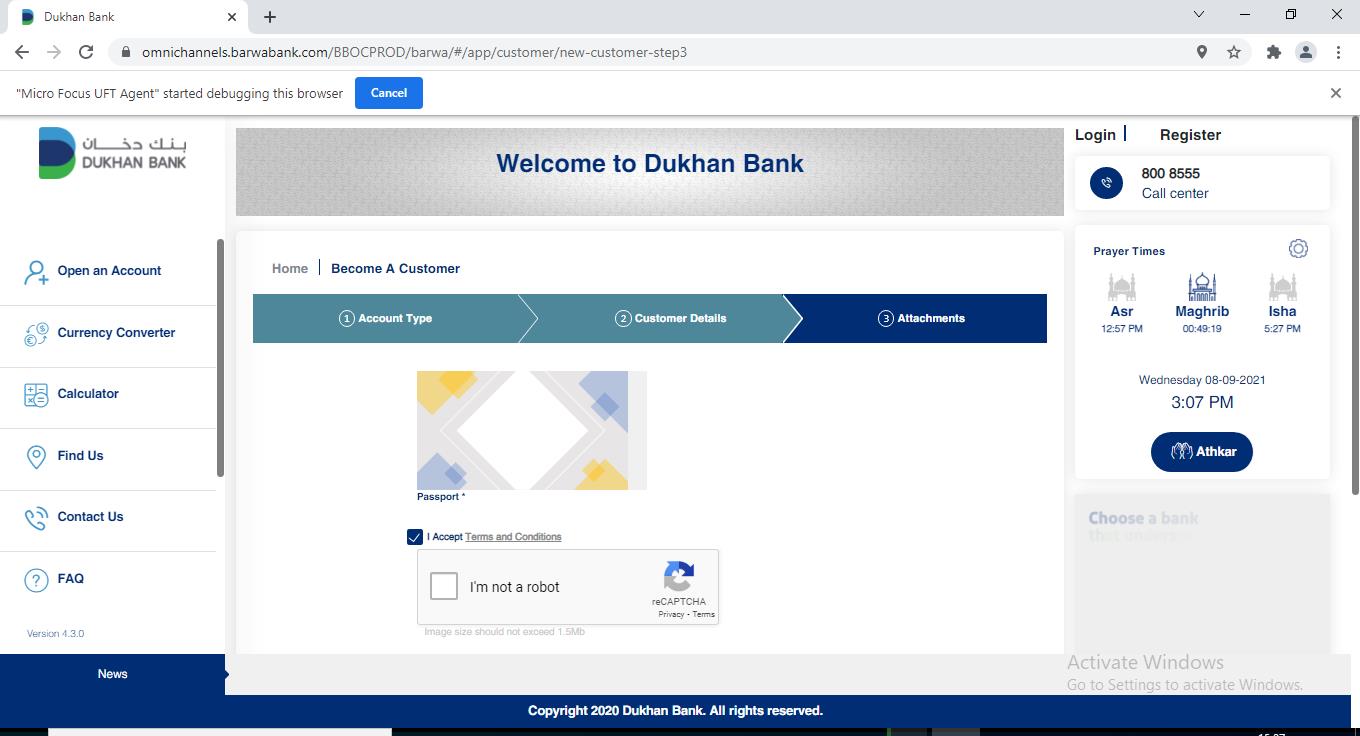 Dukhan Bank
omnichannels.barwabank.com/BBOCPROD/barwa/#/app/customer/new-customer-step3
"Micro Focus UFT Agent" started debugging this browser
Cancel
بنك دخان
DUKHAN BANK
Open an Account
Currency Converter
Calculator
Find Us
Contact Us
FAQ
Version 4.3.0
News
Welcome to Dukhan Bank
Home
Become A Customer
1 Account Type
2 Customer Details
3 Attachments
Passport *
I Accept Terms and Conditions
I'm not a robot
reCAPTCHA
Privacy - Terms
Image size should not exceed 1.5Mb
Login
Register
800 8555
Call center
Prayer Times
Asr
Maghrib
Isha
12:57 PM
00:49:19
5:27 PM
Wednesday 08-09-2021
3:07 PM
Athkar
Choose a bank
that
Activate Windows
Go to Settings to activate Windows.
Copyright 2020 Dukhan Bank. All rights reserved.